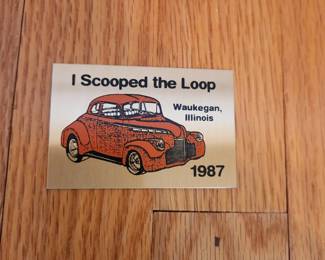 I Scooped the Loop
Waukegan,
Illinois
1987